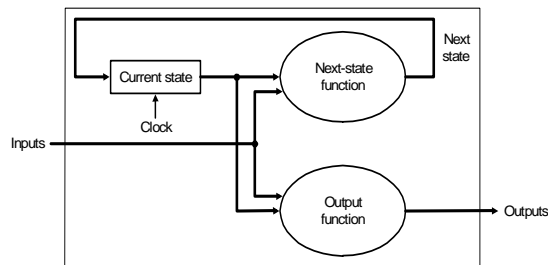 Next
state
Current state
Next-state
function
Clock
Inputs
Output
function
Outputs